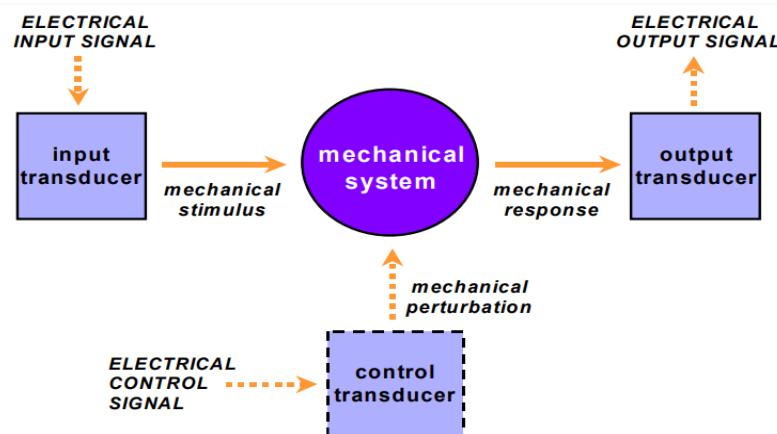 ELECTRICAL
INPUT SIGNAL
ELECTRICAL
OUTPUT SIGNAL
input
transducer
mechanical
stimulus
mechanical
system
mechanical
response
output
transducer
mechanical
perturbation
ELECTRICAL
CONTROL
SIGNAL
control
transducer